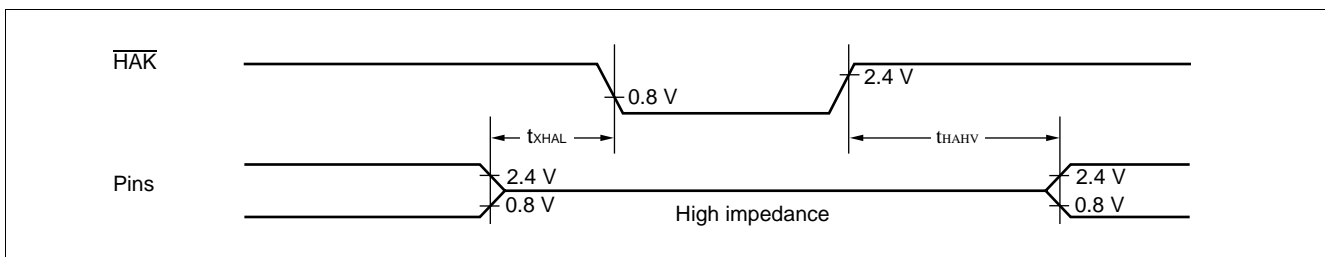 HAK
0.8 V
2.4 V
tXHAL
tHAHV
Pins
2.4 V
0.8 V
High impedance
2.4 V
0.8 V